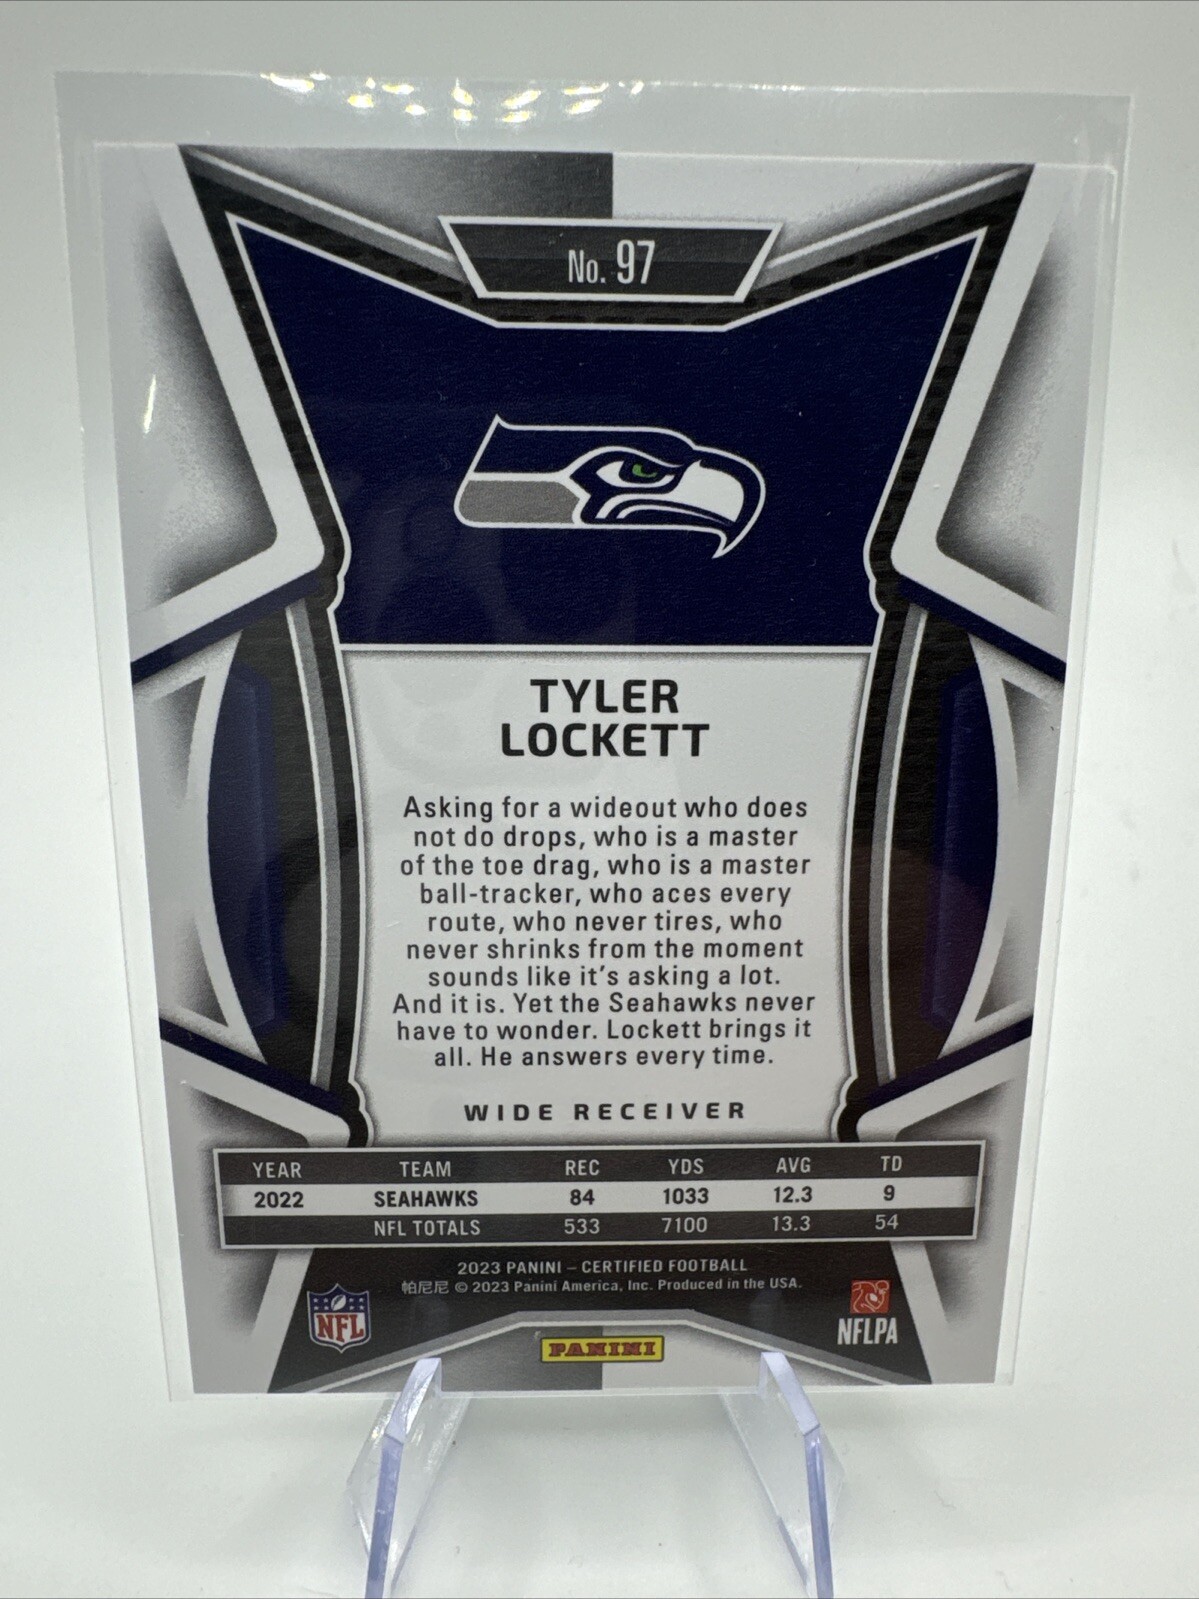 No. 97
TYLER
LOCKETT
Asking for a wideout who does
not do drops, who is a master
of the toe drag, who is a master
ball-tracker, who aces every
route, who never tires, who
never shrinks from the moment
sounds like it's asking a lot.
And it is. Yet the Seahawks never
have to wonder. Lockett brings it
all. He answers every time.
WIDE RECEIVER
YEAR TEAM REC YDS AVG TD
2022 SEAHAWKS 84 1033 12.3 9
NFL TOTALS 533 7100 13.3 54
2023 PANINI – CERTIFIED FOOTBALL
帕尼尼 © 2023 Panini America, Inc. Produced in the USA.
NFL
NFLPA
PANINI